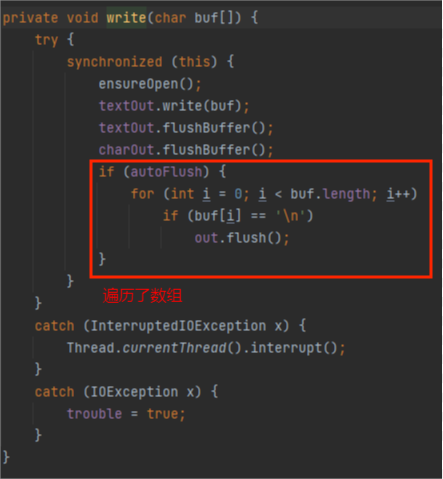 private void write(char buf[]) {
    try {
        synchronized (this) {
            ensureOpen();
            textOut.write(buf);
            textOut.flushBuffer();
            charOut.flushBuffer();
            if (autoFlush) {
                for (int i = 0; i < buf.length; i++)
                    if (buf[i] == '\n')
                        out.flush();
            }
        }
遍历了数组
    }
    catch (InterruptedIOException x) {
        Thread.currentThread().interrupt();
    }
    catch (IOException x) {
        trouble = true;
    }
}